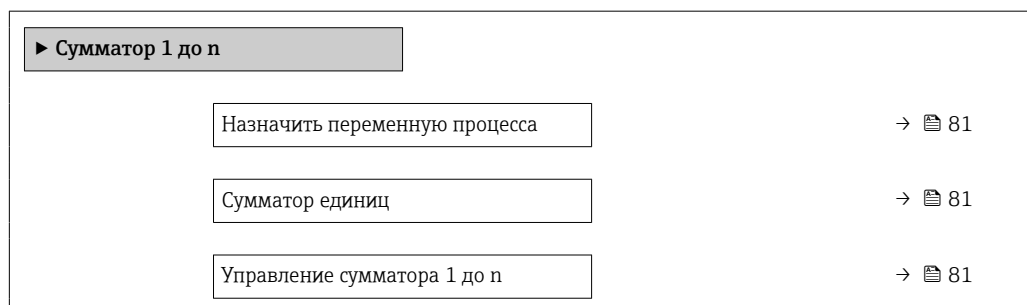 ▶ Сумматор 1 до n
Назначить переменную процесса → 81
Сумматор единиц → 81
Управление сумматора 1 до n → 81